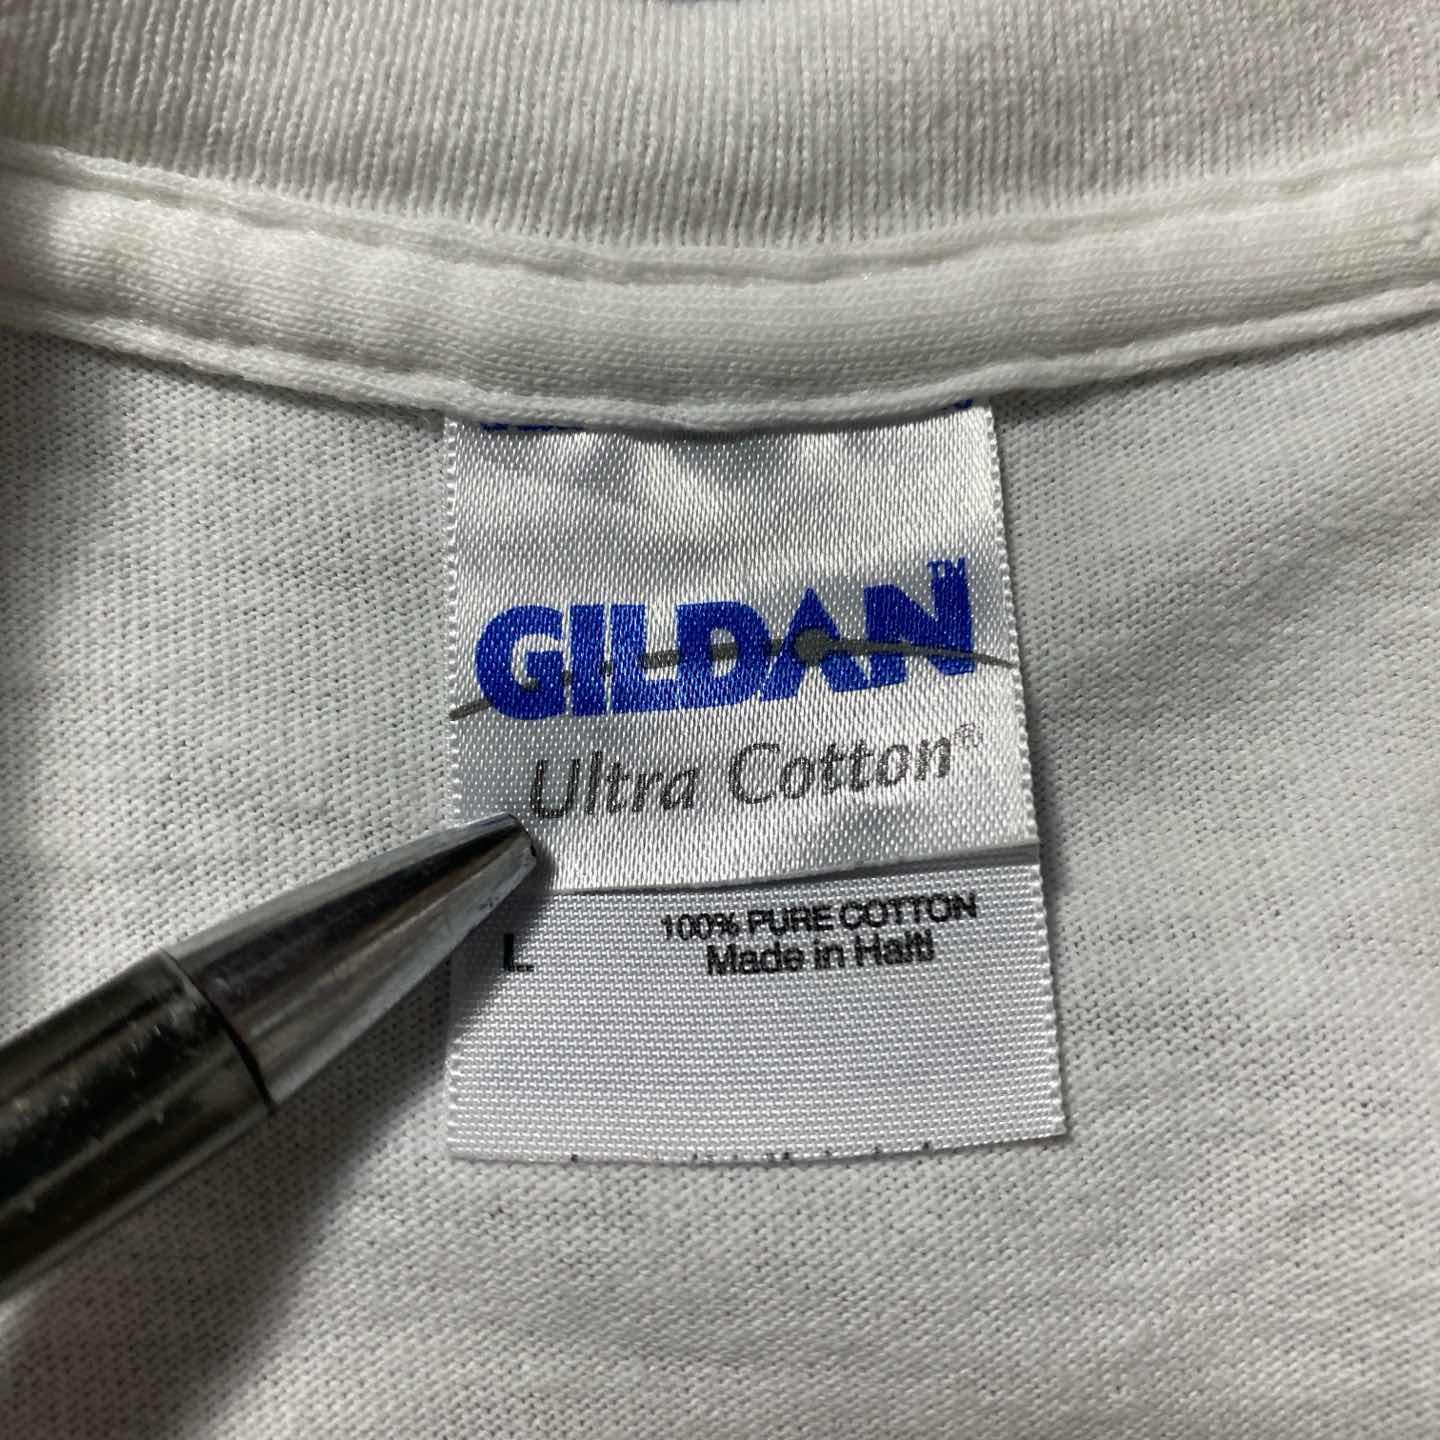 GILDAN™
Ultra Cotton®
100% PURE COTTON
L Made in Haiti